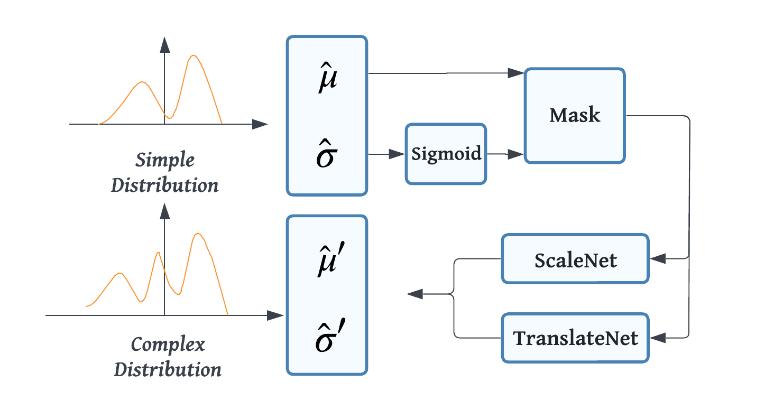 Simple
Distribution
μ̂
σ̂
Sigmoid
Mask
Complex
Distribution
μ̂′
σ̂′
ScaleNet
TranslateNet